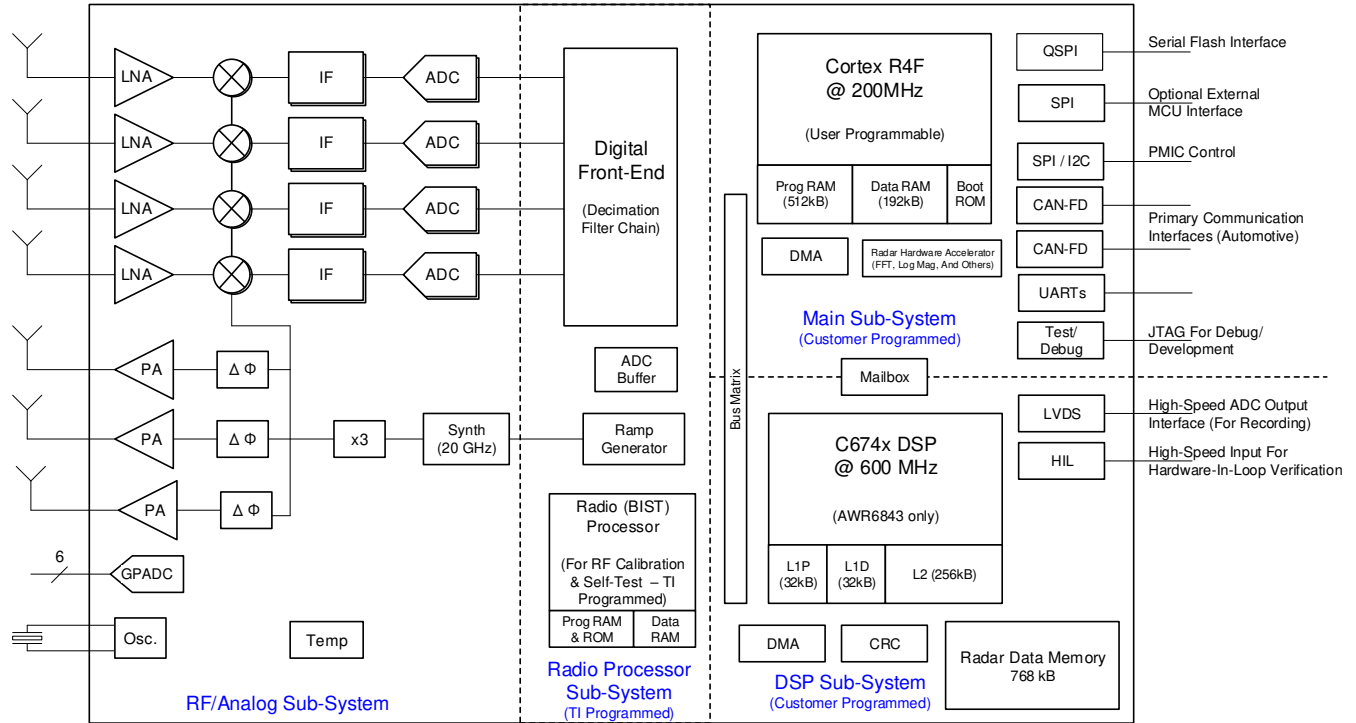 LNA
IF
ADC
LNA
IF
ADC
LNA
IF
ADC
LNA
IF
ADC
PA
Δ Φ
PA
Δ Φ
x3
Synth
(20 GHz)
PA
Δ Φ
6
GPADC
Osc.
Temp
RF/Analog Sub-System
Digital
Front-End
(Decimation
Filter Chain)
ADC
Buffer
Ramp
Generator
Radio (BIST)
Processor
(For RF Calibration
& Self-Test – TI
Programmed)
Prog RAM
& ROM
Data
RAM
Radio Processor
Sub-System
(TI Programmed)
Bus Matrix
Cortex R4F
@ 200MHz
(User Programmable)
Prog RAM
(512kB)
Data RAM
(192kB)
Boot
ROM
DMA
Radar Hardware Accelerator
(FFT, Log Mag, And Others)
Main Sub-System
(Customer Programmed)
Mailbox
C674x DSP
@ 600 MHz
(AWR6843 only)
L1P
(32kB)
L1D
(32kB)
L2 (256kB)
DMA
CRC
DSP Sub-System
(Customer Programmed)
Radar Data Memory
768 kB
QSPI
Serial Flash Interface
SPI
Optional External
MCU Interface
SPI / I2C
PMIC Control
CAN-FD
CAN-FD
Primary Communication
Interfaces (Automotive)
UARTs
Test/
Debug
JTAG For Debug/
Development
LVDS
High-Speed ADC Output
Interface (For Recording)
HIL
High-Speed Input For
Hardware-In-Loop Verification